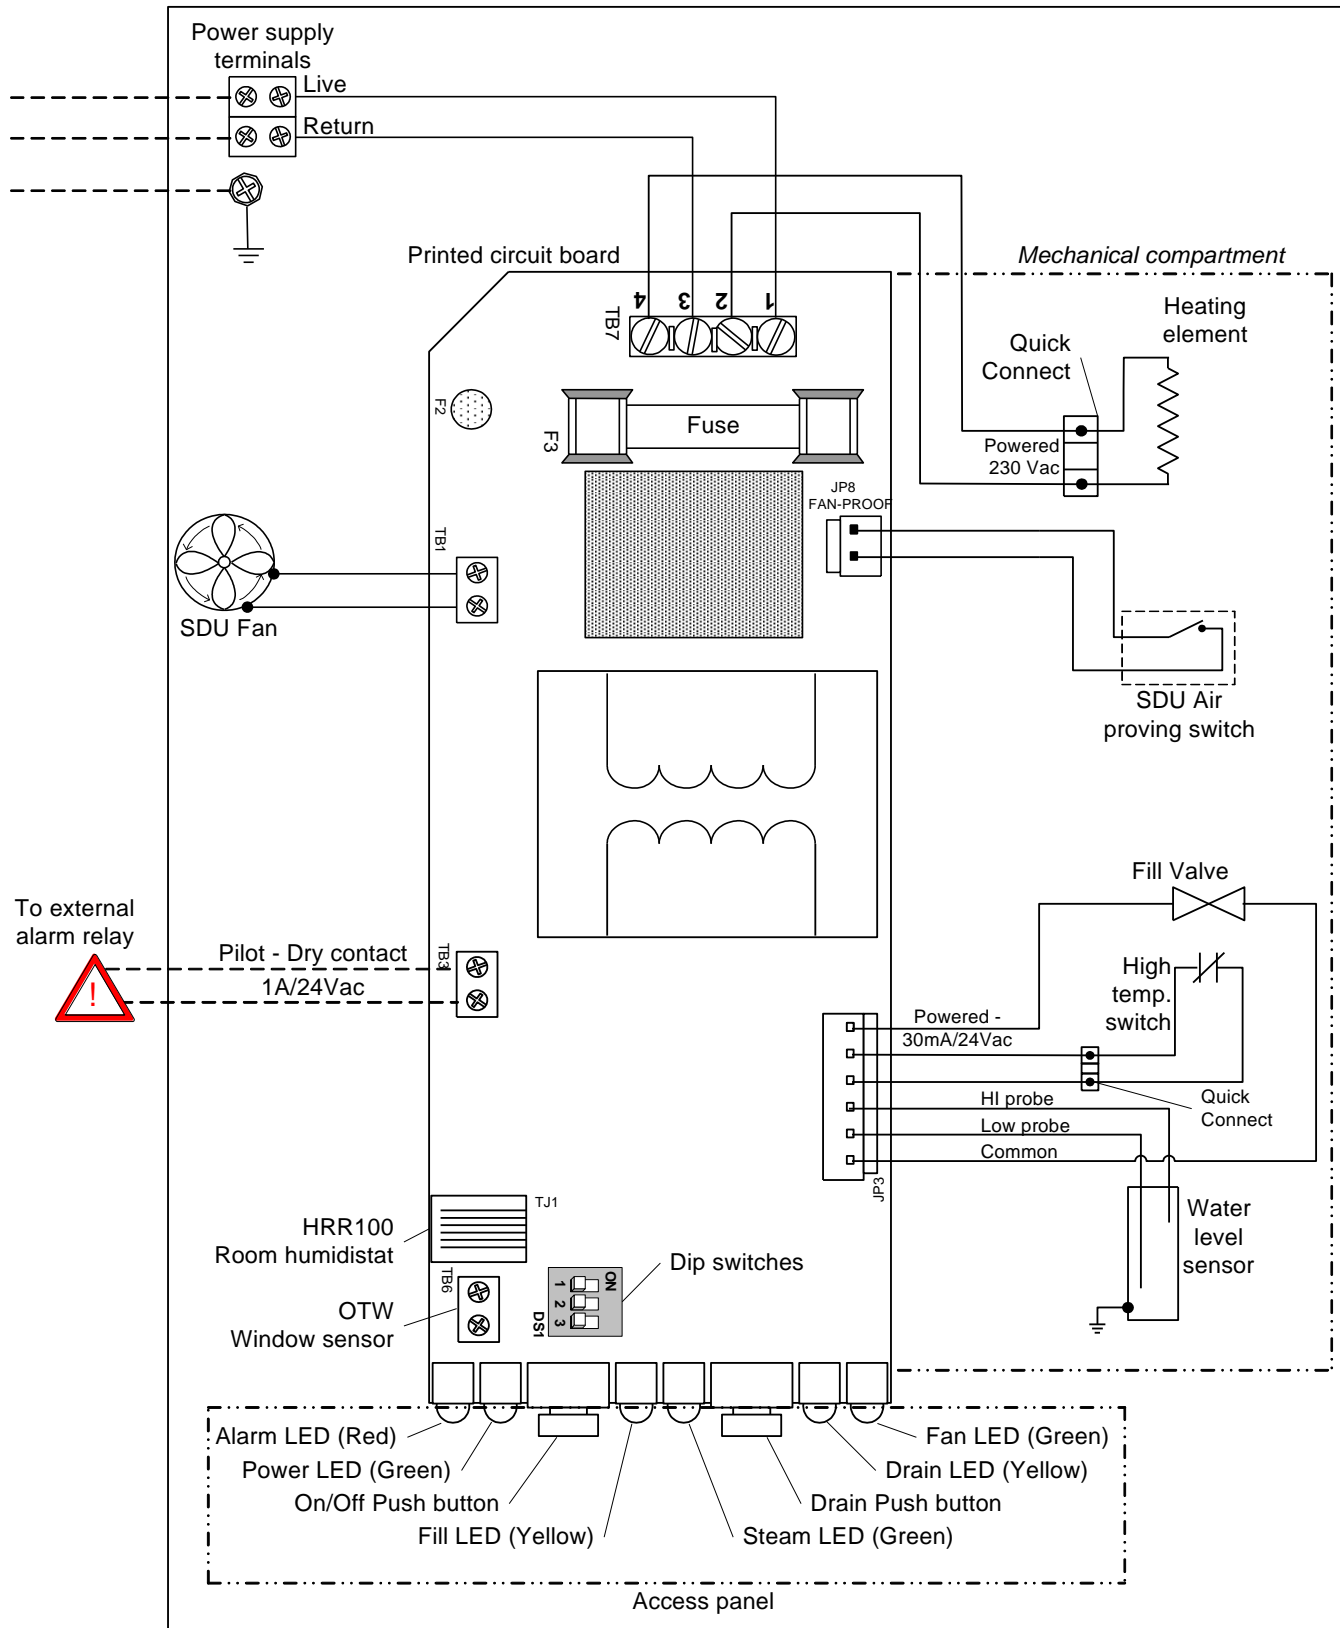 Power supply
terminals
Live
Return
Printed circuit board
Mechanical compartment
4 3 2 1
TB7
Heating
element
Quick
Connect
Powered
230 Vac
F2
F3
Fuse
JP8
FAN-PROOF
TB1
SDU Fan
SDU Air
proving switch
Fill Valve
To external
alarm relay
!
Pilot - Dry contact
1A/24Vac
TB3
High
temp.
switch
Powered -
30mA/24Vac
Quick
Connect
HI probe
Low probe
Common
JP3
Water
level
sensor
TJ1
HRR100
Room humidistat
TB6
OTW
Window sensor
ON
1
2
3
DS1
Dip switches
Alarm LED (Red)
Fan LED (Green)
Power LED (Green)
Drain LED (Yellow)
On/Off Push button
Drain Push button
Fill LED (Yellow)
Steam LED (Green)
Access panel